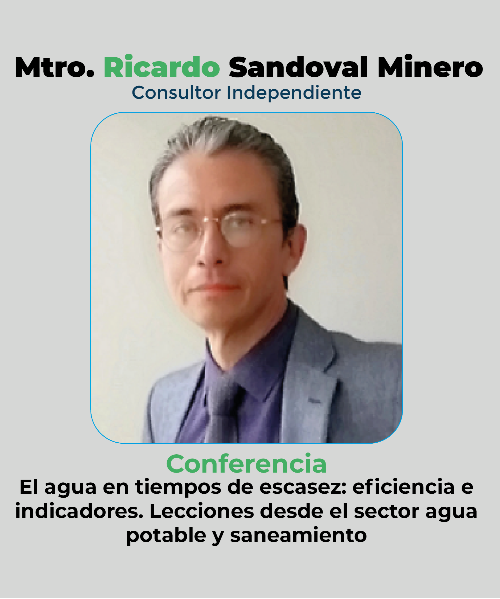 Mtro. Ricardo Sandoval Minero
Consultor Independiente
Conferencia
El agua en tiempos de escasez: eficiencia e
indicadores. Lecciones desde el sector agua
potable y saneamiento